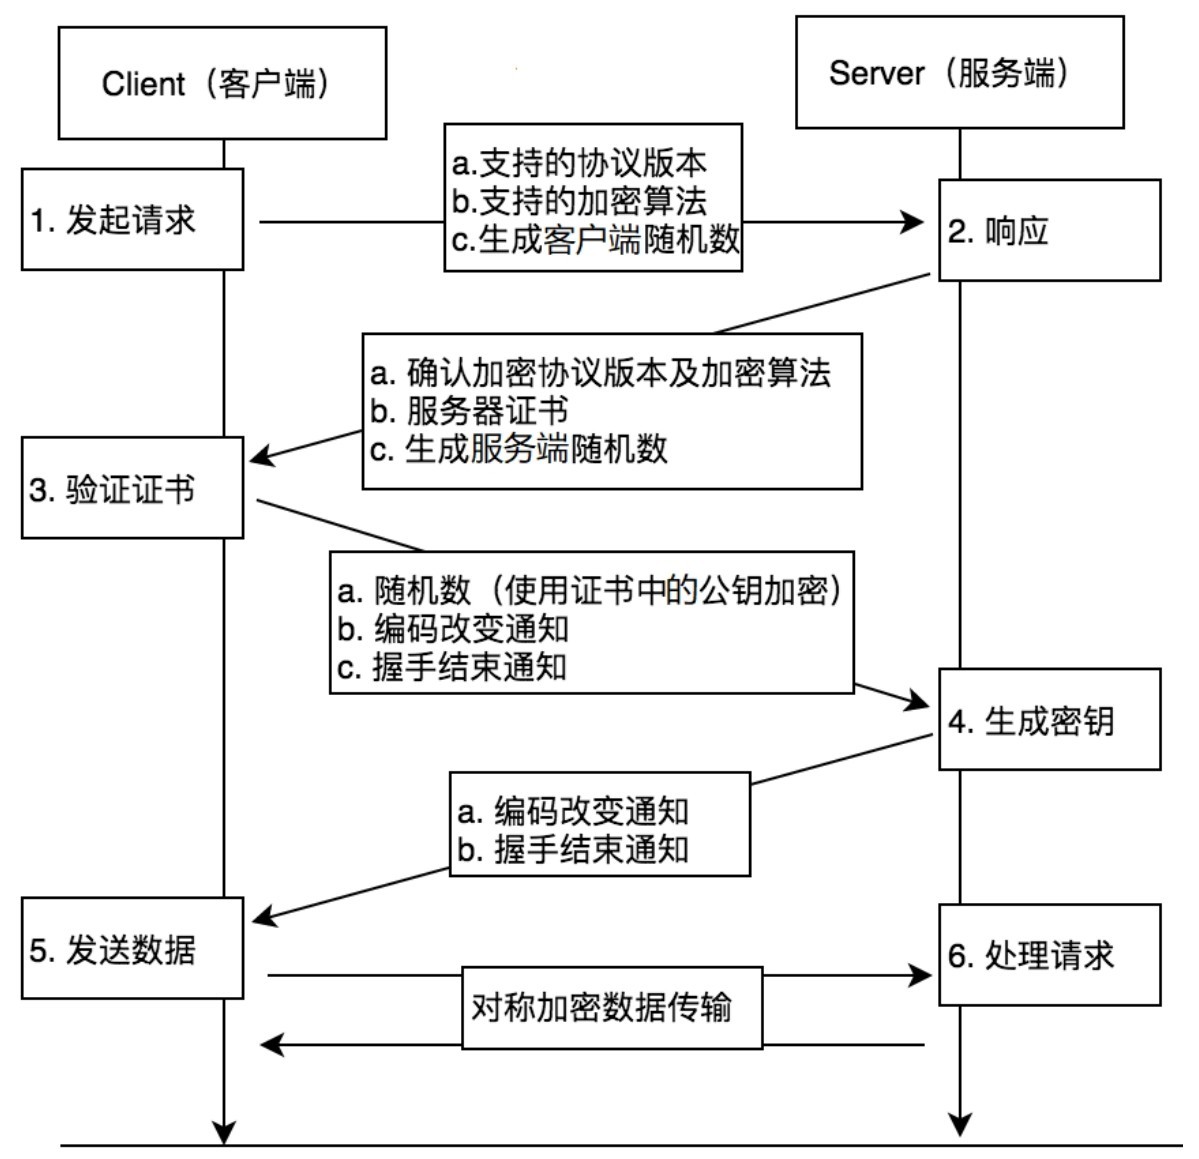 Client（客户端）
Server（服务端）
a.支持的协议版本
b.支持的加密算法
c.生成客户端随机数
1. 发起请求
2. 响应
a. 确认加密协议版本及加密算法
b. 服务器证书
c. 生成服务端随机数
3. 验证证书
a. 随机数（使用证书中的公钥加密）
b. 编码改变通知
c. 握手结束通知
4. 生成密钥
a. 编码改变通知
b. 握手结束通知
5. 发送数据
6. 处理请求
对称加密数据传输